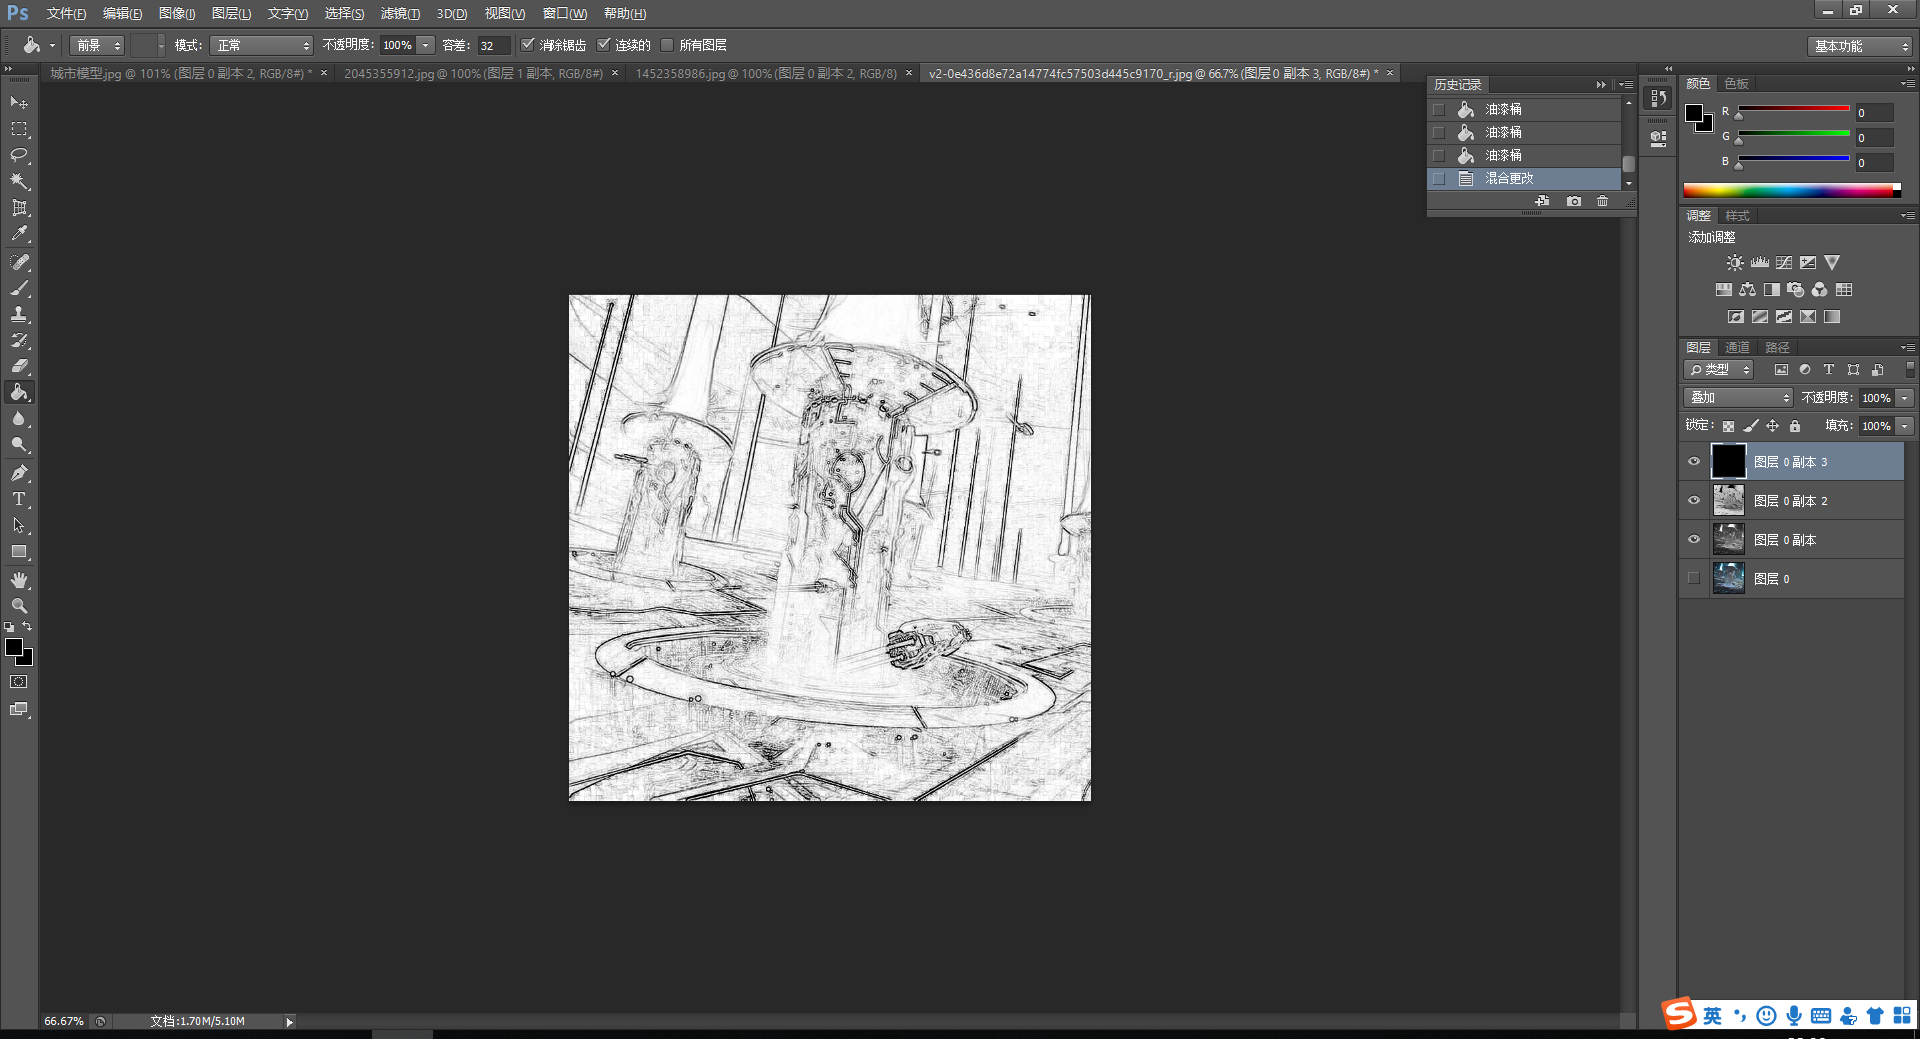 Ps 文件(F) 编辑(E) 图像(I) 图层(L) 文字(Y) 选择(S) 滤镜(T) 3D(D) 视图(V) 窗口(W) 帮助(H)
前景 模式: 正常 不透明度: 100% 容差: 32 消除锯齿 连续的 所有图层 基本功能
城市模型.jpg @ 101% (图层 0 副本 2, RGB/8#) * × 2045355912.jpg @ 100% (图层 1 副本, RGB/8#) × 1452358986.jpg @ 100% (图层 0 副本 2, RGB/8) × v2-0e436d8e72a14774fc57503d445c9170_r.jpg @ 66.7% (图层 0 副本 3, RGB/8#) * ×
历史记录
油漆桶
油漆桶
油漆桶
混合更改
颜色 色板
R 0
G 0
B 0
调整 样式
添加调整
图层 通道 路径
类型
叠加 不透明度: 100%
锁定: 填充: 100%
图层 0 副本 3
图层 0 副本 2
图层 0 副本
图层 0
66.67% 文档:1.70M/5.10M
S 英